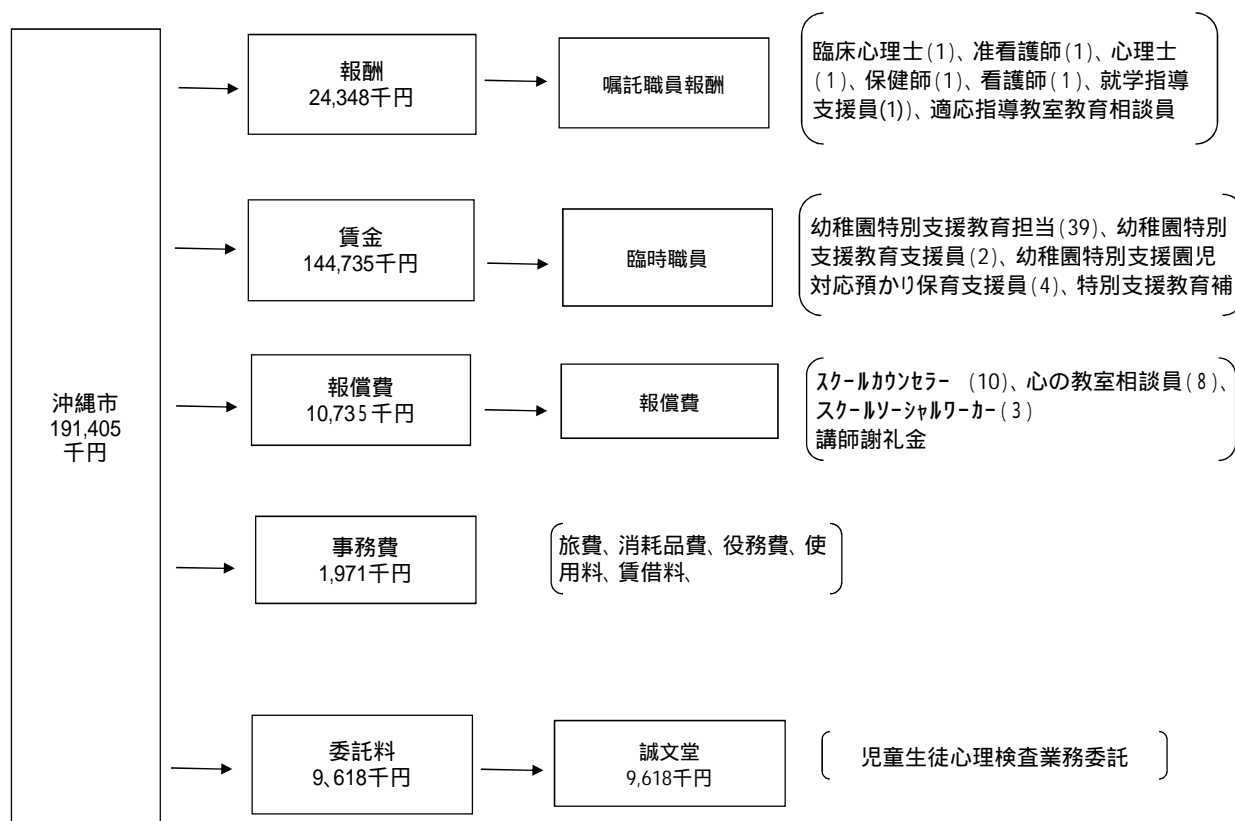 沖縄市
191,405
千円
報酬
24,348千円
嘱託職員報酬
臨床心理士(1)、准看護師(1)、心理士
(1)、保健師(1)、看護師(1)、就学指導
支援員(1))、適応指導教室教育相談員
賃金
144,735千円
臨時職員
幼稚園特別支援教育担当(39)、幼稚園特別
支援教育支援員(2)、幼稚園特別支援園児
対応預かり保育支援員(4)、特別支援教育補
報償費
10,735千円
報償費
スクールカウンセラー (10)、心の教室相談員(8)、
スクールソーシャルワーカー(3)
講師謝礼金
事務費
1,971千円
旅費、消耗品費、役務費、使
用料、賃借料、
委託料
9、618千円
誠文堂
9,618千円
児童生徒心理検査業務委託